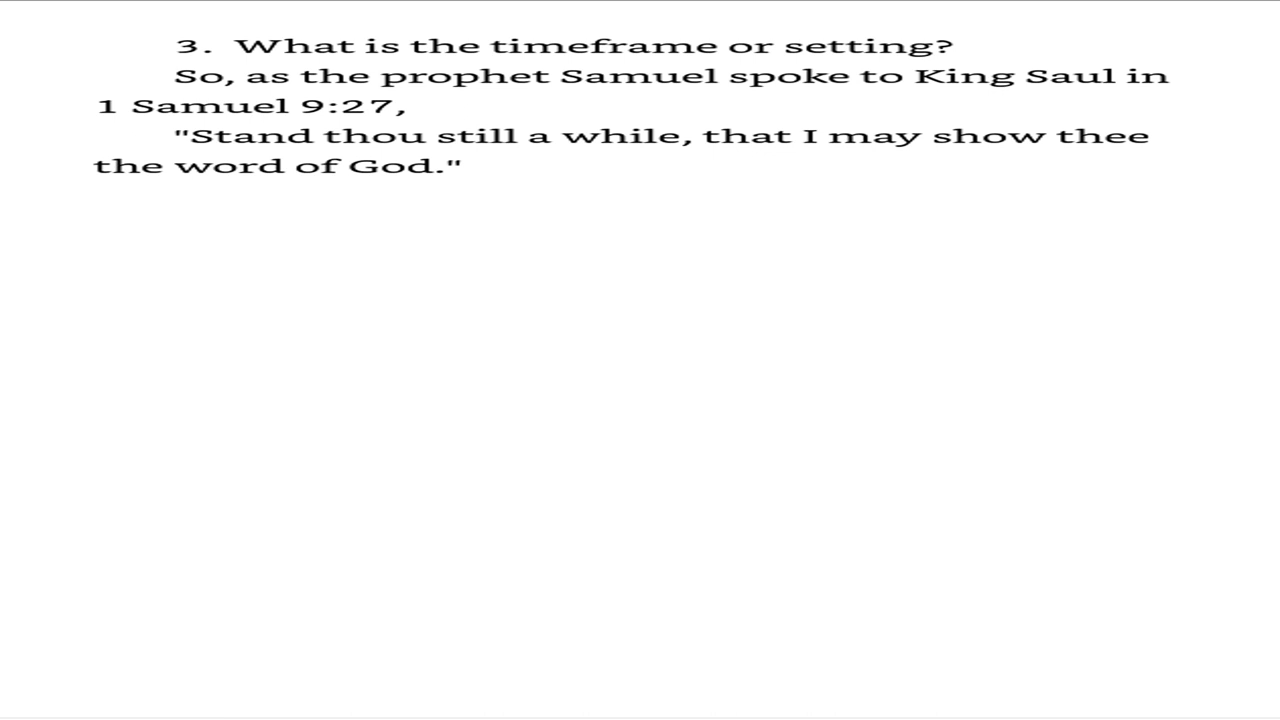 3. What is the timeframe or setting?
So, as the prophet Samuel spoke to King Saul in
1 Samuel 9:27,
"Stand thou still a while, that I may show thee
the word of God."